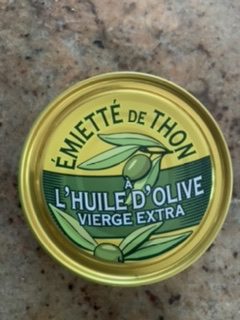 ÉMIETTÉ DE THON
À
L'HUILE D'OLIVE
VIERGE EXTRA